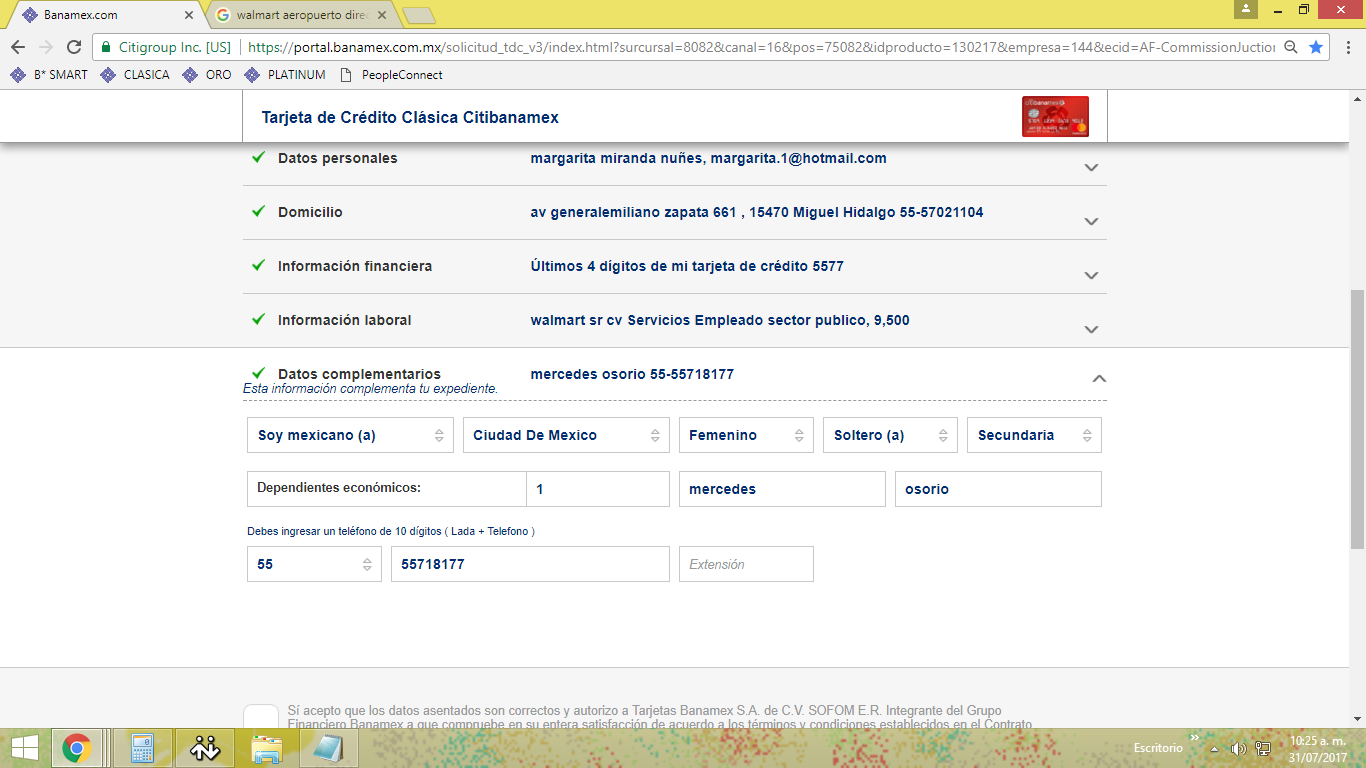 Banamex.com
walmart aeropuerto dire
Citigroup Inc. [US]
https://portal.banamex.com.mx/solicitud_tdc_v3/index.html?sursursal=8082&canal=16&pos=75082&idproducto=130217&empresa=144&ecid=AF-CommissionJuction
B* SMART
CLASICA
ORO
PLATINUM
PeopleConnect
Tarjeta de Crédito Clásica Citibanamex
Datos personales margarita miranda nuñes, margarita.1@hotmail.com
Domicilio av generalemiliano zapata 661 , 15470 Miguel Hidalgo 55-57021104
Información financiera Últimos 4 dígitos de mi tarjeta de crédito 5577
Información laboral walmart sr cv Servicios Empleado sector publico, 9,500
Datos complementarios mercedes osorio 55-55718177
Esta información complementa tu expediente.
Soy mexicano (a) Ciudad De Mexico Femenino Soltero (a) Secundaria
Dependientes económicos: 1 mercedes osorio
Debes ingresar un teléfono de 10 dígitos ( Lada + Telefono )
55 55718177 Extensión
Sí acepto que los datos asentados son correctos y autorizo a Tarjetas Banamex S.A. de C.V. SOFOM E.R. Integrante del Grupo
Financiero Banamex a que compruebe en su entera satisfacción de acuerdo a los términos y condiciones establecidos en el Contrato
Escritorio
10:25 a. m.
31/07/2017